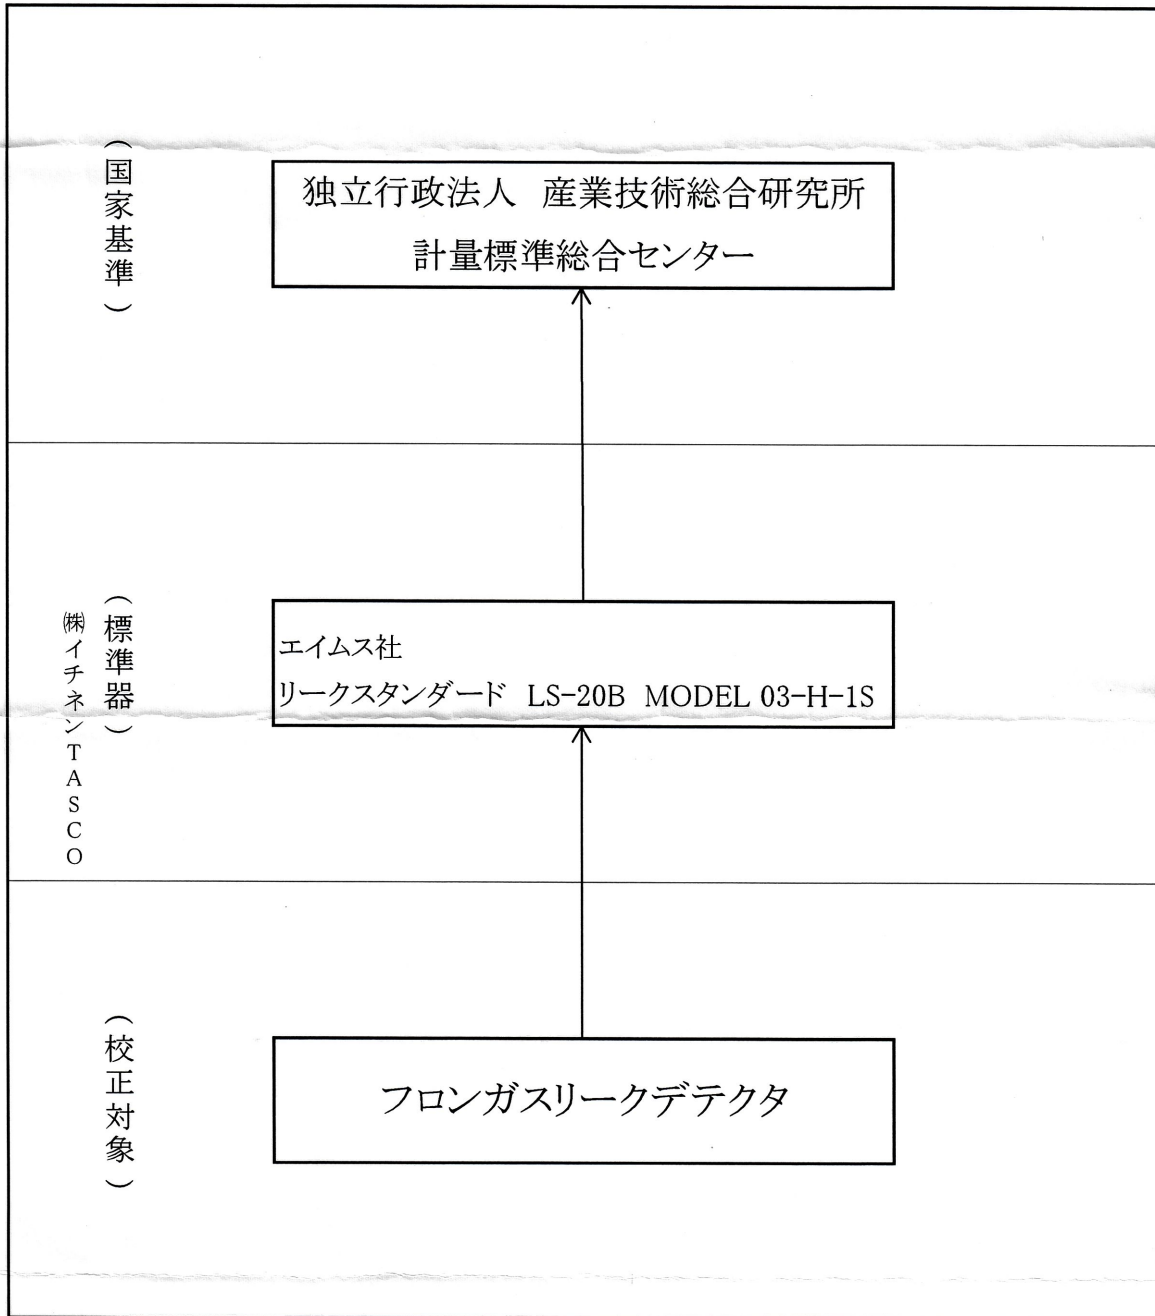 （国家基準）
独立行政法人　産業技術総合研究所
計量標準総合センター
（標準器）
㈱イチネンＴＡＳＣＯ
エイムス社
リークスタンダード　LS-20B　MODEL 03-H-1S
（校正対象）
フロンガスリークデテクタ